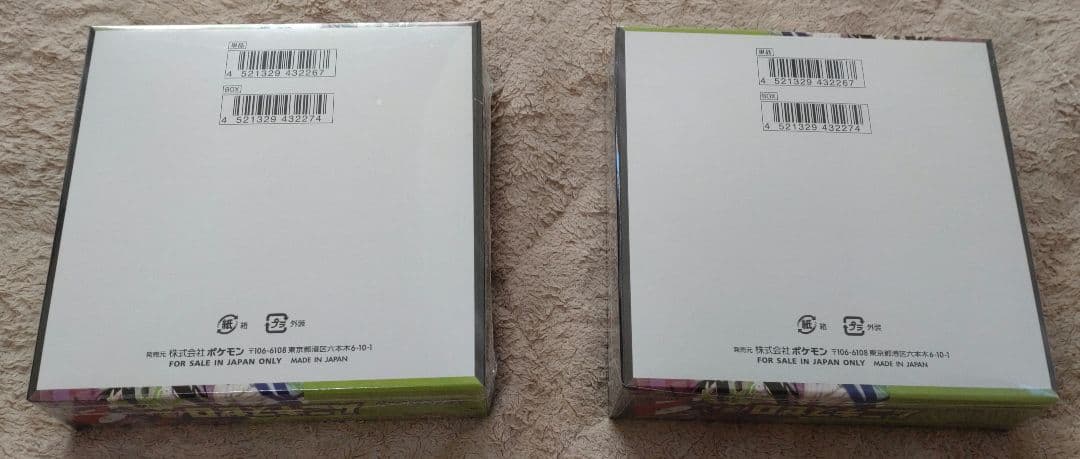 単品
4 521329 432267
BOX
4 521329 432274
紙 箱 プラ 外装
発売元 株式会社 ポケモン 〒106-6108 東京都港区六本木6-10-1
FOR SALE IN JAPAN ONLY MADE IN JAPAN
単品
4 521329 432267
BOX
4 521329 432274
紙 箱 プラ 外装
発売元 株式会社 ポケモン 〒106-6108 東京都港区六本木6-10-1
FOR SALE IN JAPAN ONLY MADE IN JAPAN